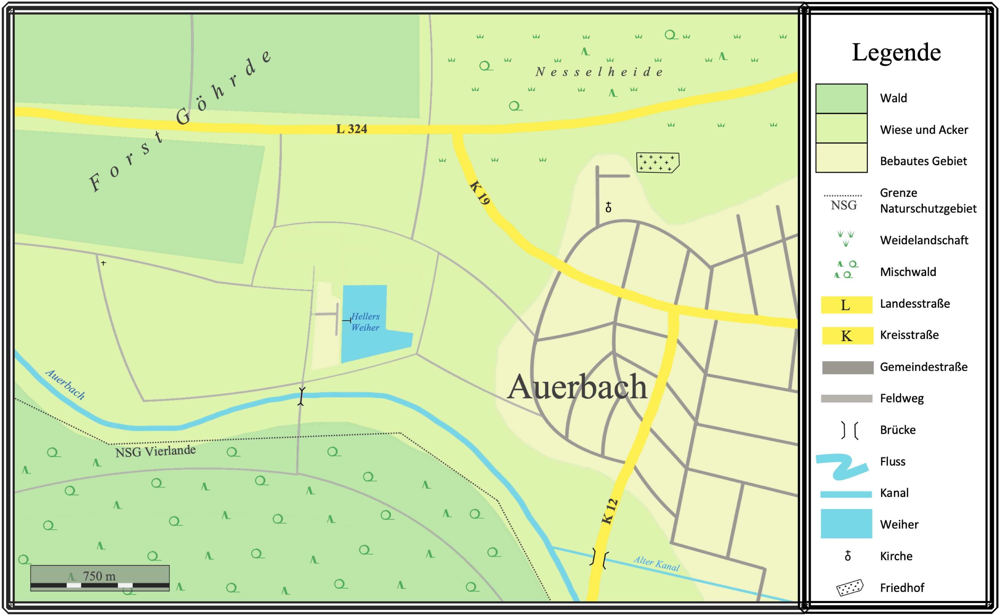 Forst Göhrde
Nesselheide
L 324
K 19
Hellers
Weiher
Auerbach
Auerbach
NSG Vierlande
K 12
Alter Kanal
750 m
Legende
Wald
Wiese und Acker
Bebautes Gebiet
NSG
Grenze
Naturschutzgebiet
Weidelandschaft
Mischwald
L
Landesstraße
K
Kreisstraße
Gemeindestraße
Feldweg
Brücke
Fluss
Kanal
Weiher
Kirche
Friedhof